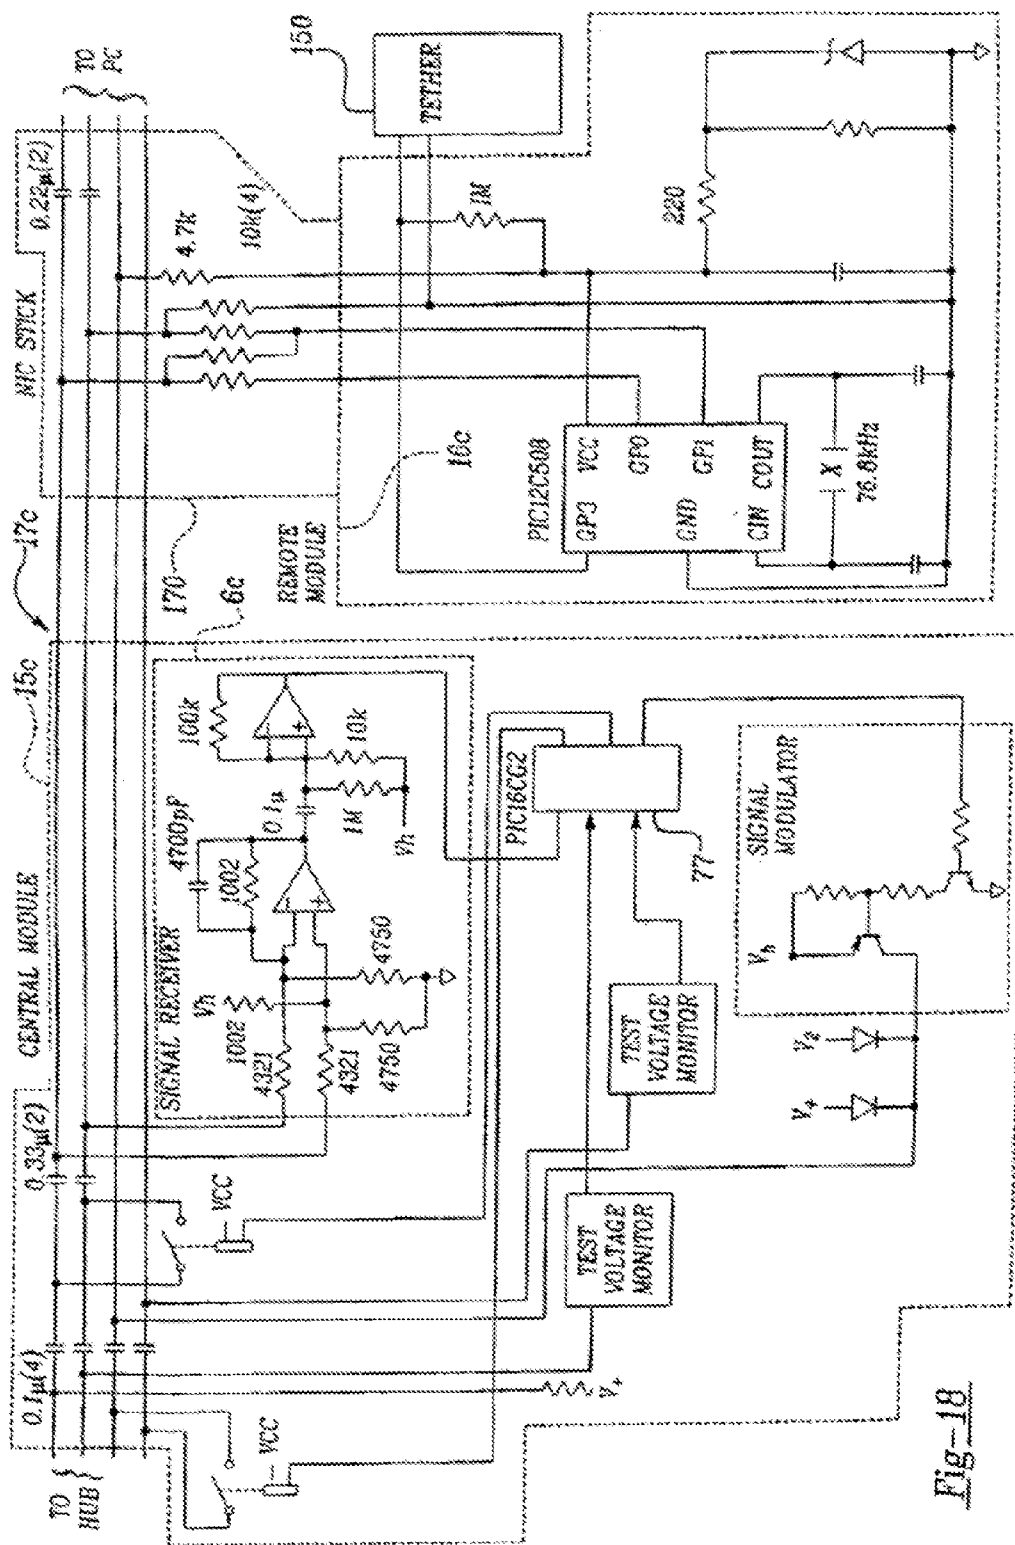 17c
15c
CENTRAL MODULE
NIC STICK
TO
HUB
0.1μ(4)
0.33μ(2)
0.22μ(2)
TO
PC
VCC
VCC
6c
SIGNAL RECEIVER
4321
4321
1002
Vh
4750
4750
4700pF
1002
0.1μ
100k
1M
10k
Vh
170
4.7k
10k(4)
REMOTE
MODULE
16c
150
TETHER
1M
220
PIC12C508
GP3
VCC
GP0
GND
GP1
CIN
COUT
X
76.8kHz
V+
TEST
VOLTAGE
MONITOR
TEST
VOLTAGE
MONITOR
PIC16CG2
77
SIGNAL
MODULATOR
Vh
V+
V2
Fig-18